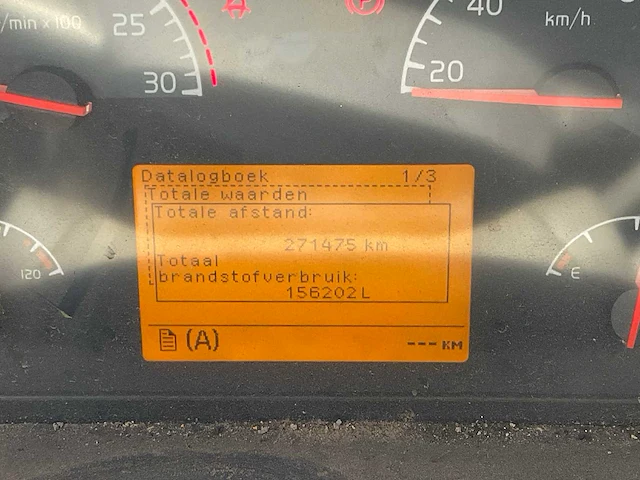 /min x 100
25
30
40
km/h
20
Datalogboek 1/3
Totale waarden
Totale afstand:
271475 km
Totaal
brandstofverbruik:
156202 L
(A) --- KM
120
E